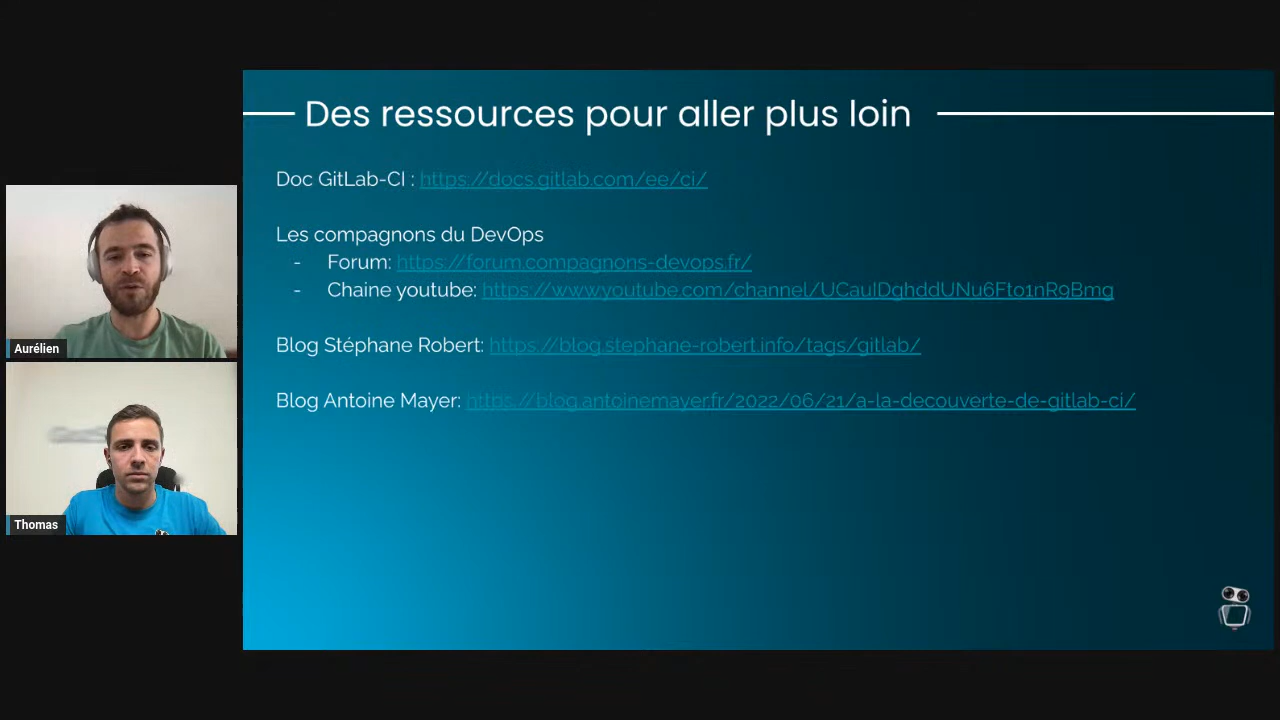 Des ressources pour aller plus loin
Doc GitLab-CI : https://docs.gitlab.com/ee/ci/
Les compagnons du DevOps
- Forum: https://forum.compagnons-devops.fr/
- Chaine youtube: https://www.youtube.com/channel/UCauIDghddUNu6Fto1nR9Bmg
Blog Stéphane Robert: https://blog.stephane-robert.info/tags/gitlab/
Blog Antoine Mayer: https://blog.antoinemayer.fr/2022/06/21/a-la-decouverte-de-gitlab-ci/
Aurélien
Thomas